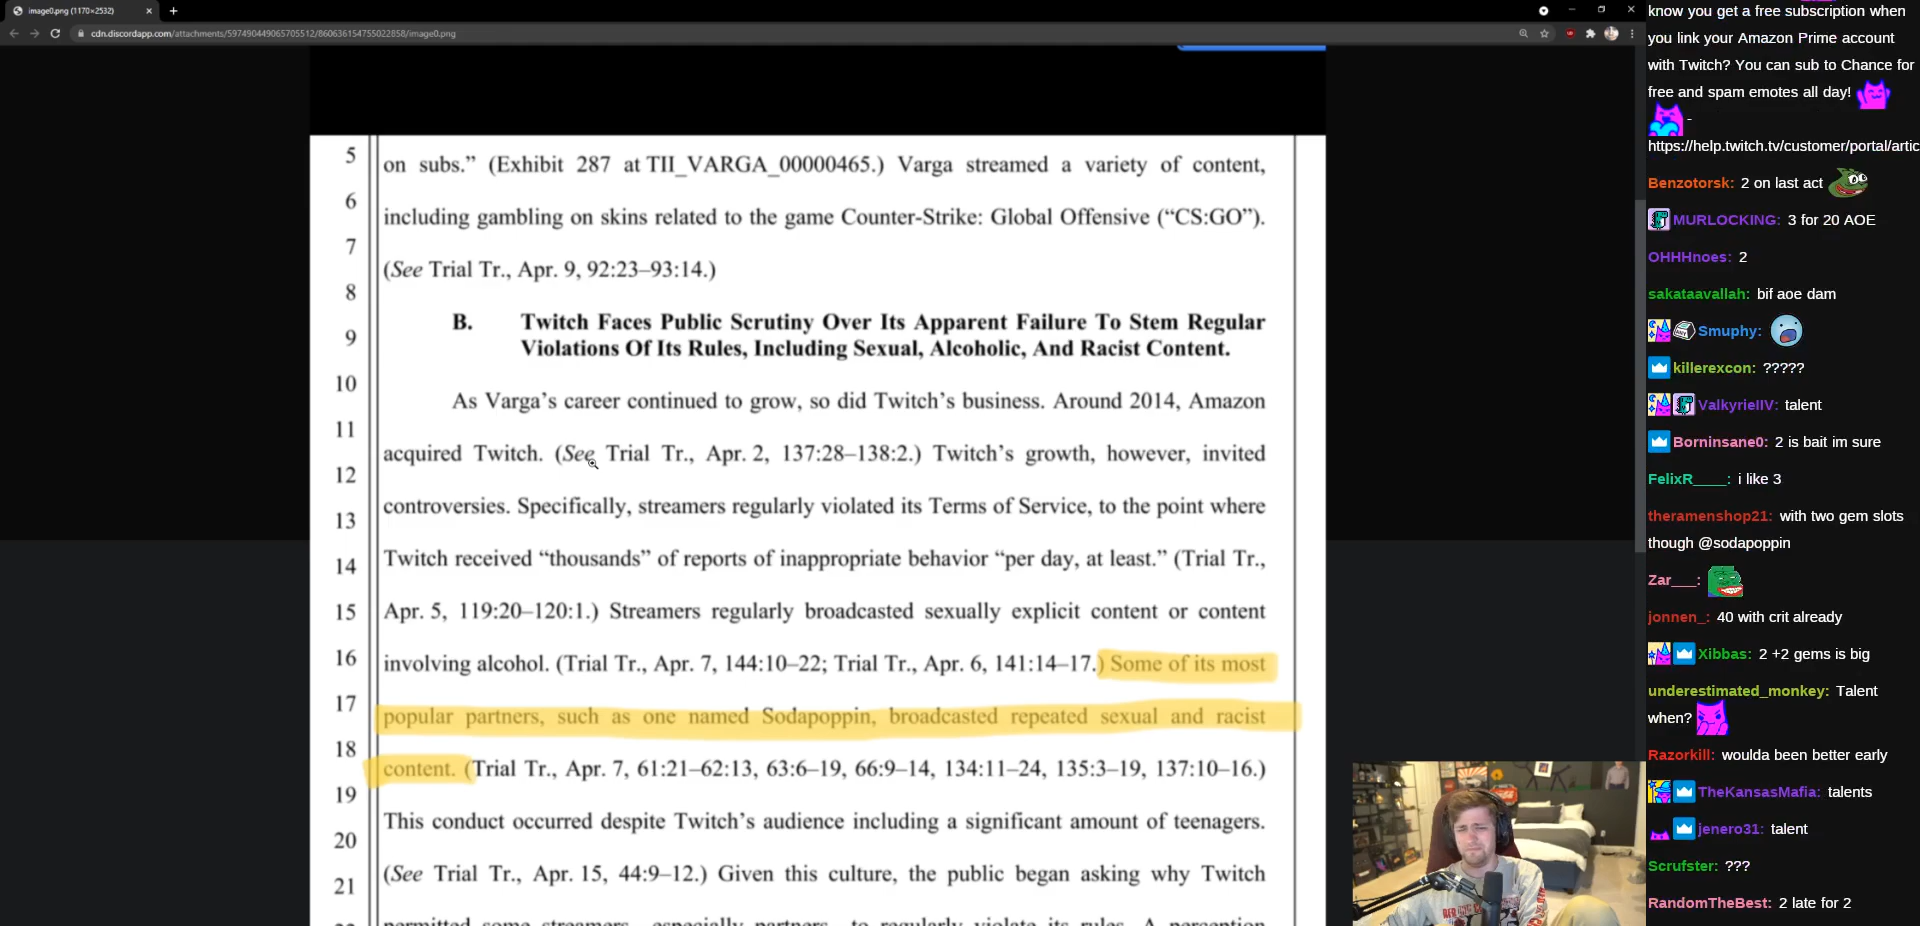 image0.png (1170×2532)
cdn.discordapp.com/attachments/597490449065705512/860636154755022858/image0.png
5
on subs.” (Exhibit 287 at TII_VARGA_00000465.) Varga streamed a variety of content,
6
including gambling on skins related to the game Counter-Strike: Global Offensive (“CS:GO”).
7
(See Trial Tr., Apr. 9, 92:23–93:14.)
8
B. Twitch Faces Public Scrutiny Over Its Apparent Failure To Stem Regular
9
Violations Of Its Rules, Including Sexual, Alcoholic, And Racist Content.
10
As Varga’s career continued to grow, so did Twitch’s business. Around 2014, Amazon
11
acquired Twitch. (See Trial Tr., Apr. 2, 137:28–138:2.) Twitch’s growth, however, invited
12
controversies. Specifically, streamers regularly violated its Terms of Service, to the point where
13
Twitch received “thousands” of reports of inappropriate behavior “per day, at least.” (Trial Tr.,
14
15
Apr. 5, 119:20–120:1.) Streamers regularly broadcasted sexually explicit content or content
16
involving alcohol. (Trial Tr., Apr. 7, 144:10–22; Trial Tr., Apr. 6, 141:14–17.) Some of its most
17
popular partners, such as one named Sodapoppin, broadcasted repeated sexual and racist
18
content. (Trial Tr., Apr. 7, 61:21–62:13, 63:6–19, 66:9–14, 134:11–24, 135:3–19, 137:10–16.)
19
This conduct occurred despite Twitch’s audience including a significant amount of teenagers.
20
(See Trial Tr., Apr. 15, 44:9–12.) Given this culture, the public began asking why Twitch
21
permitted some streamers, especially partners, to regularly violate its rules. A perception
know you get a free subscription when
you link your Amazon Prime account
with Twitch? You can sub to Chance for
free and spam emotes all day!
-
https://help.twitch.tv/customer/portal/artic
Benzotorsk: 2 on last act
MURLOCKING: 3 for 20 AOE
OHHHnoes: 2
sakataavallah: bif aoe dam
Smuphy:
killerexcon: ?????
ValkyrieIIV: talent
Borninsane0: 2 is bait im sure
FelixR____: i like 3
theramenshop21: with two gem slots
though @sodapoppin
Zar___:
jonnen_: 40 with crit already
Xibbas: 2 +2 gems is big
underestimated_monkey: Talent
when?
Razorkill: woulda been better early
TheKansasMafia: talents
jenero31: talent
Scrufster: ???
RandomTheBest: 2 late for 2